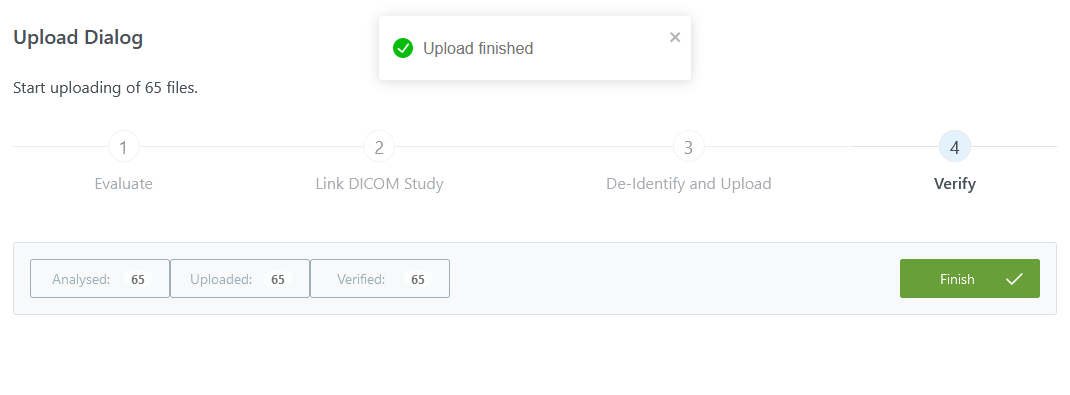 Upload Dialog
Upload finished
×
Start uploading of 65 files.
1
2
3
4
Evaluate
Link DICOM Study
De-Identify and Upload
Verify
Analysed: 65
Uploaded: 65
Verified: 65
Finish